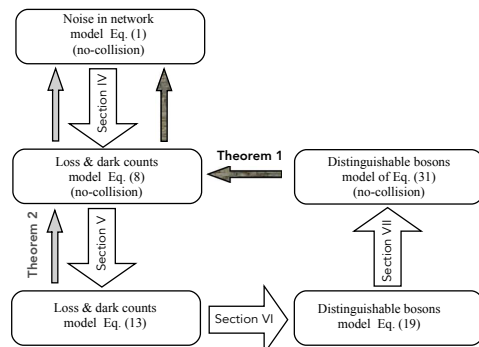 Noise in network
model Eq. (1)
(no-collision)
Section IV
Loss & dark counts
model Eq. (8)
(no-collision)
Theorem 1
Distinguishable bosons
model of Eq. (31)
(no-collision)
Theorem 2
Section V
Section VII
Loss & dark counts
model Eq. (13)
Section VI
Distinguishable bosons
model Eq. (19)